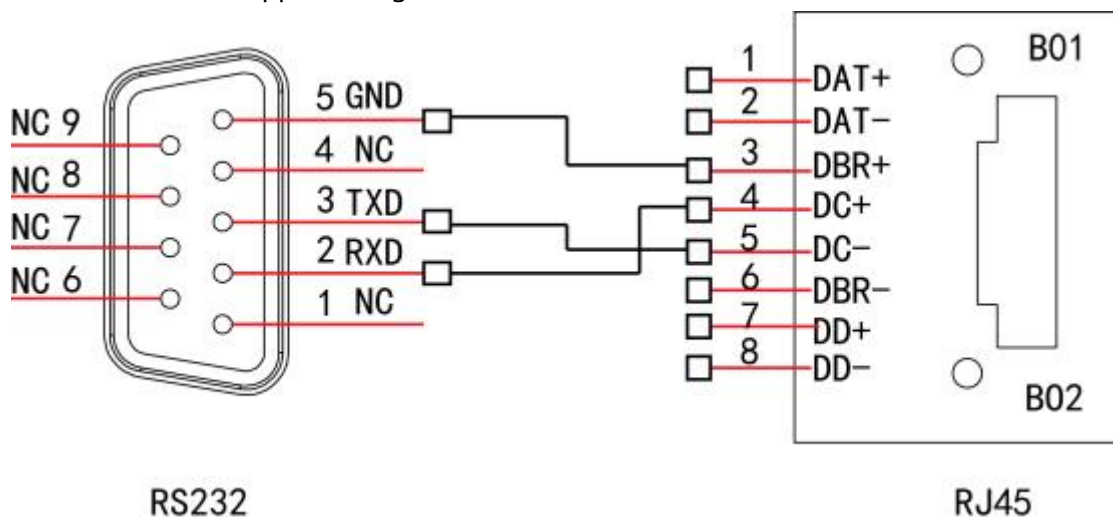 NC 9
NC 8
NC 7
NC 6
5 GND
4 NC
3 TXD
2 RXD
1 NC
1 DAT+
2 DAT-
3 DBR+
4 DC+
5 DC-
6 DBR-
7 DD+
8 DD-
B01
B02
RS232
RJ45